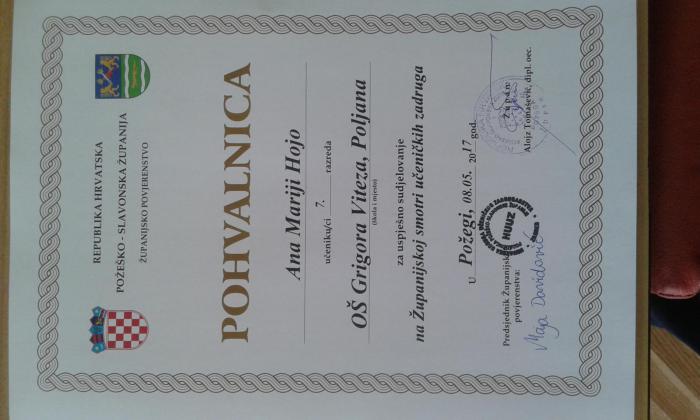 REPUBLIKA HRVATSKA
POŽEŠKO - SLAVONSKA ŽUPANIJA
ŽUPANIJSKO POVJERENSTVO
POHVALNICA
Ana Mariji Hojo
učeniku/ci 7. razreda
OŠ Grigora Viteza, Poljana
(škola i mjesto)
za uspješno sudjelovanje
na Županijskoj smotri učeničkih zadruga
U Požegi, 08.05. 2017 god.
Predsjednik Županijskog
povjerenstva:
Maja Davidović
HUUZ
Župan:
Alojz Tomašević, dipl. oec.